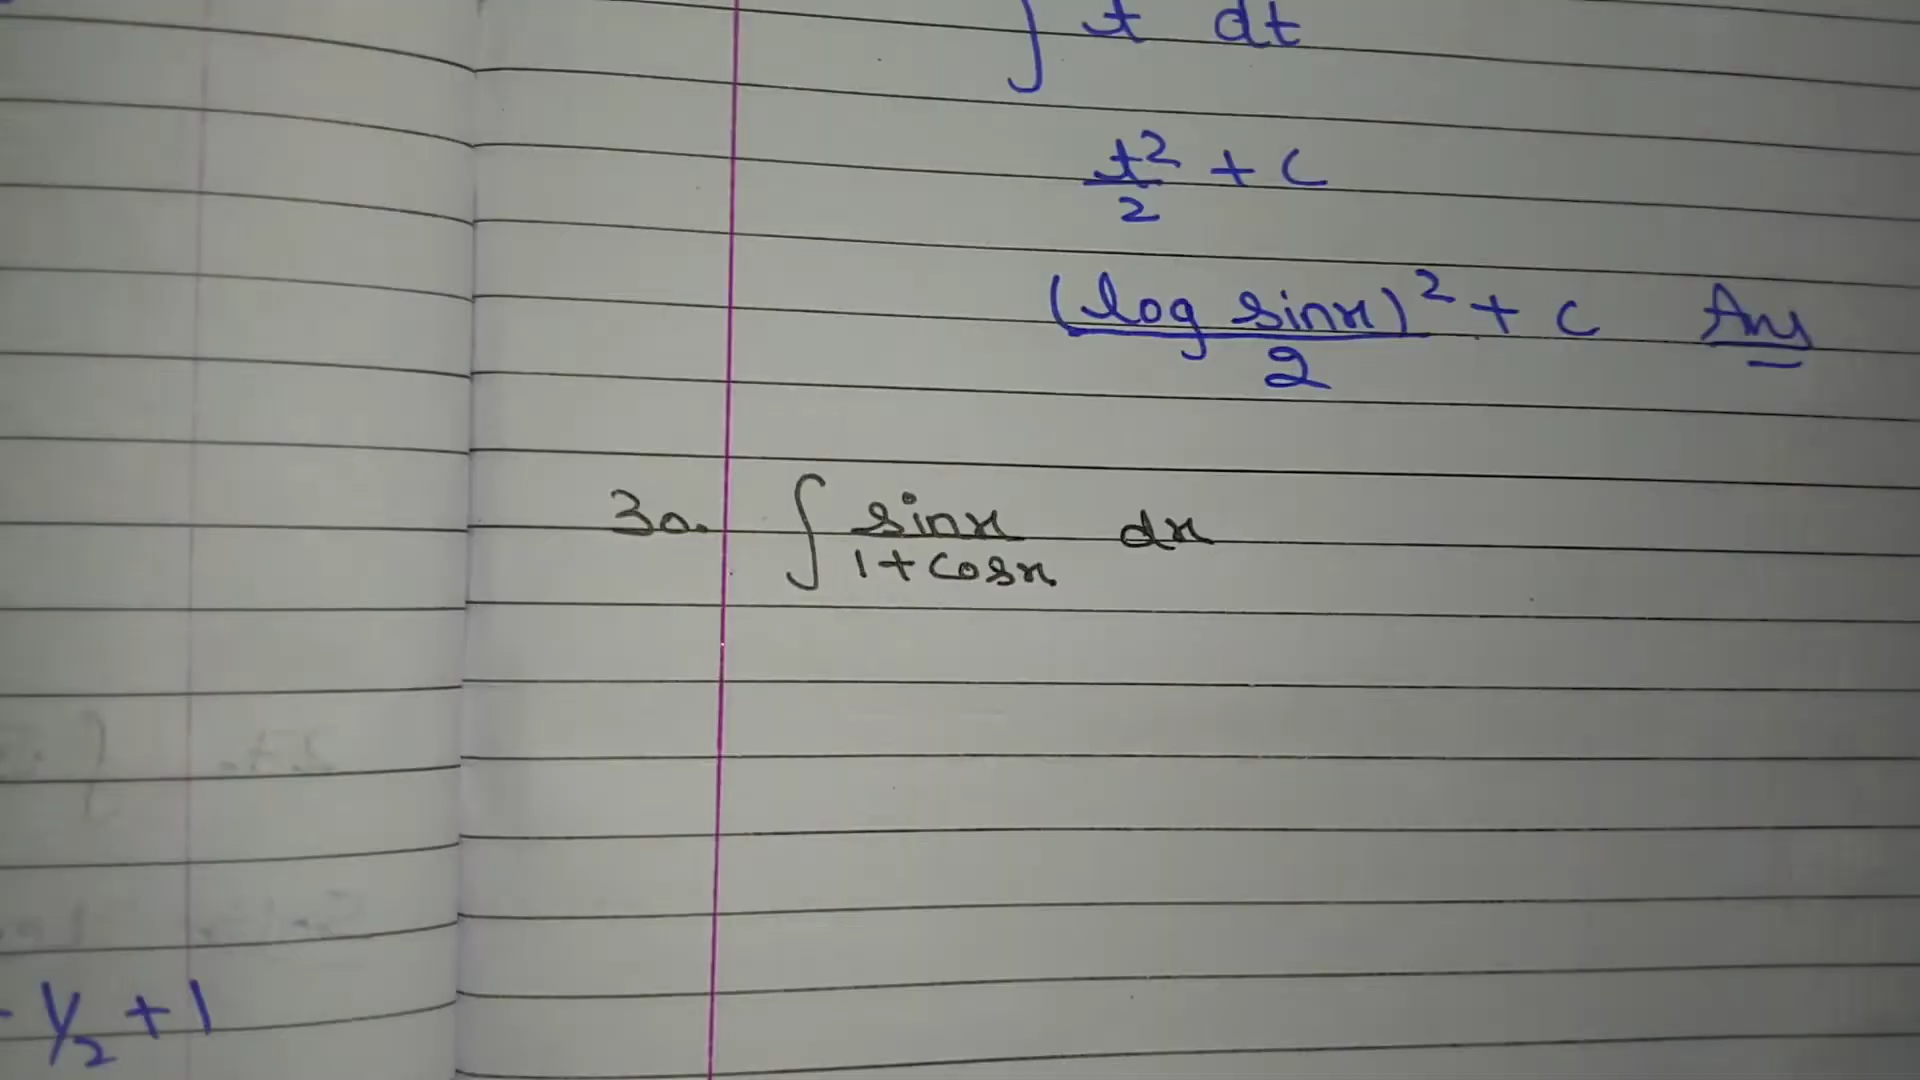 - 1/2 + 1
∫ t dt
t²/2 + c
(log sinx)²/2 + c Ans
30. ∫ sinx/1+cosx dx